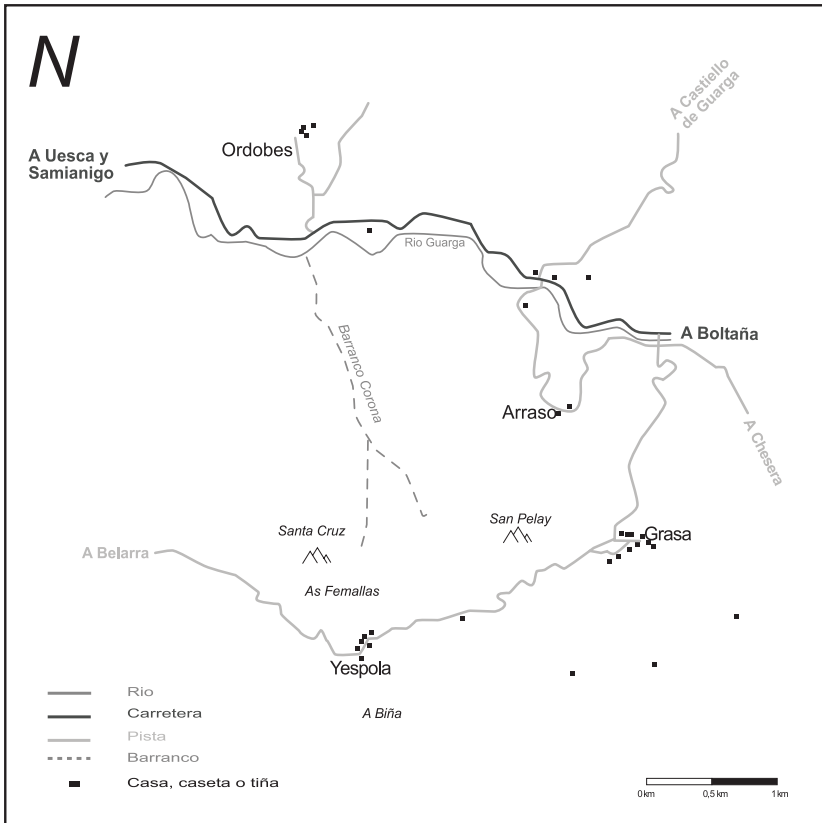 N
A Castiello
de Guarga
Ordobes
A Uesca y
Samianigo
Rio Guarga
A Boltaña
Barranco Corona
Arraso
A Chesera
Santa Cruz
San Pelay
Grasa
A Belarra
As Femallas
Yespola
A Biña
Rio
Carretera
Pista
Barranco
Casa, caseta o tiña
0 km 0,5 km 1 km